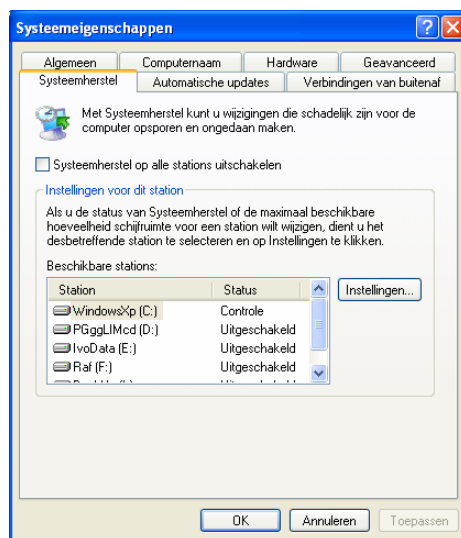 Systeemeigenschappen
Algemeen Computernaam Hardware Geavanceerd
Systeemherstel Automatische updates Verbindingen van buitenaf
Met Systeemherstel kunt u wijzigingen die schadelijk zijn voor de
computer opsporen en ongedaan maken.
Systeemherstel op alle stations uitschakelen
Instellingen voor dit station
Als u de status van Systeemherstel of de maximaal beschikbare
hoeveelheid schijfruimte voor een station wilt wijzigen, dient u het
desbetreffende station te selecteren en op Instellingen te klikken.
Beschikbare stations:
Station Status
Instellingen...
WindowsXp (C:) Controle
PGggLIMcd (D:) Uitgeschakeld
IvoData (E:) Uitgeschakeld
Raf (F:) Uitgeschakeld
OK Annuleren Toepassen